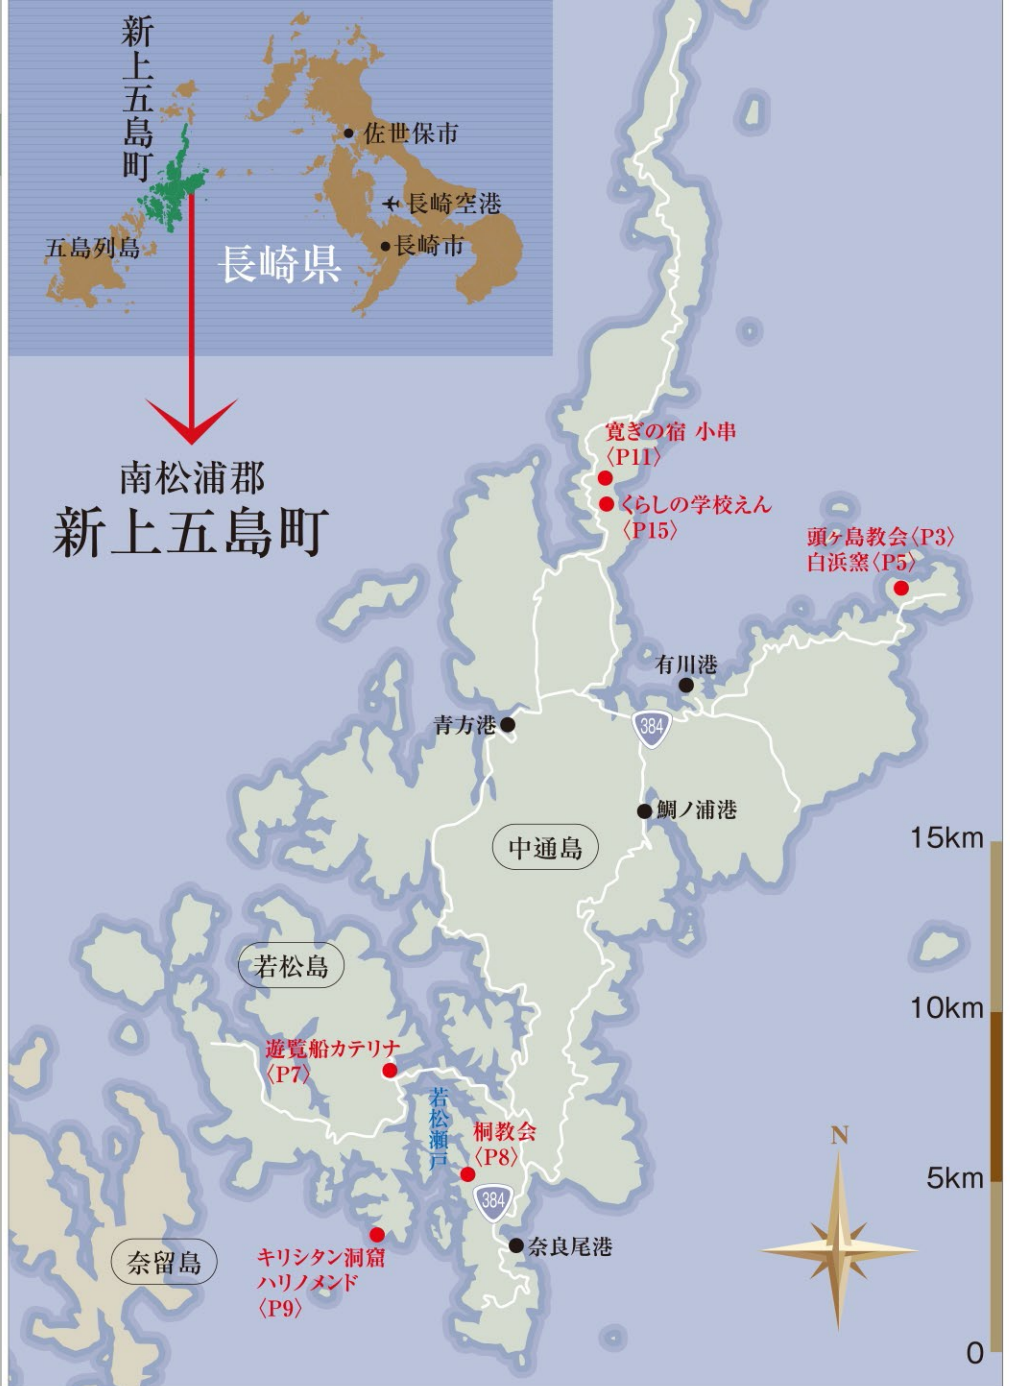 新上五島町
佐世保市
長崎空港
長崎市
五島列島
長崎県
南松浦郡
新上五島町
寛ぎの宿 小串
〈P11〉
くらしの学校えん
〈P15〉
頭ヶ島教会〈P3〉
白浜窯〈P5〉
有川港
青方港
384
鯛ノ浦港
中通島
15km
若松島
10km
遊覧船カテリナ
〈P7〉
若松瀬戸
桐教会
〈P8〉
N
5km
384
奈良尾港
奈留島
キリシタン洞窟
ハリノメンド
〈P9〉
0